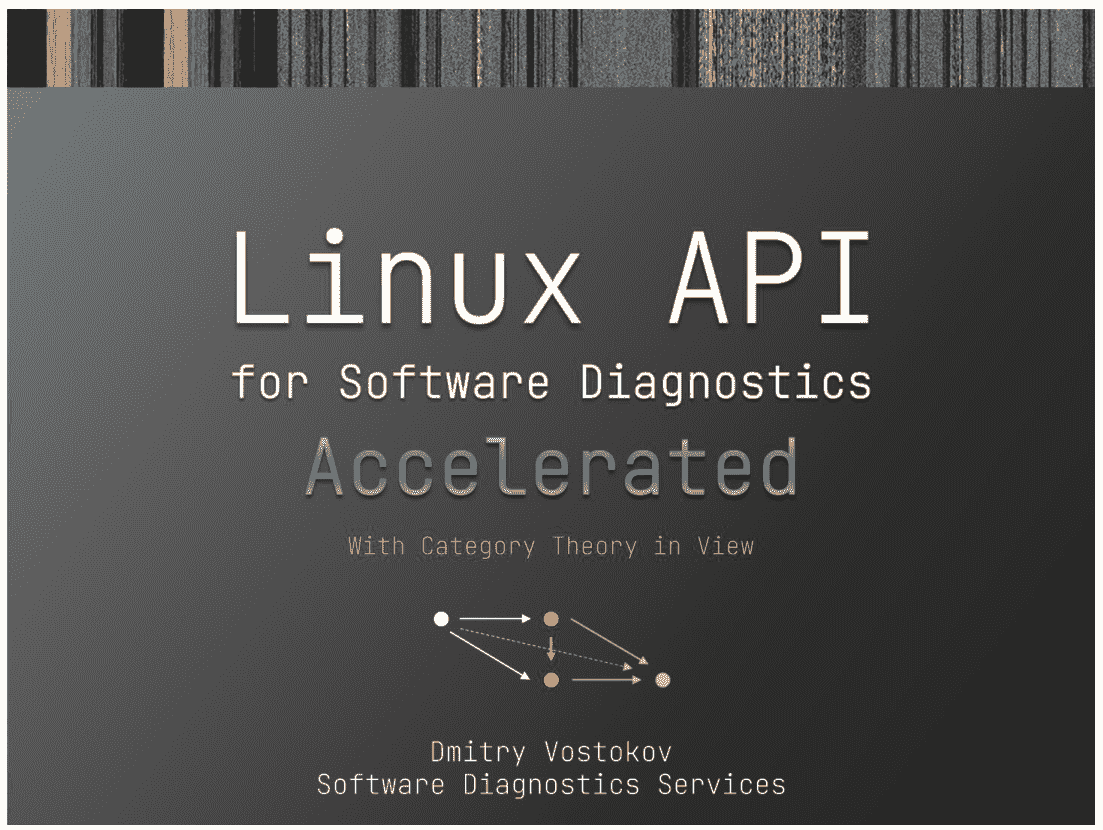 Linux API
for Software Diagnostics
Accelerated
With Category Theory in View
Dmitry Vostokov
Software Diagnostics Services